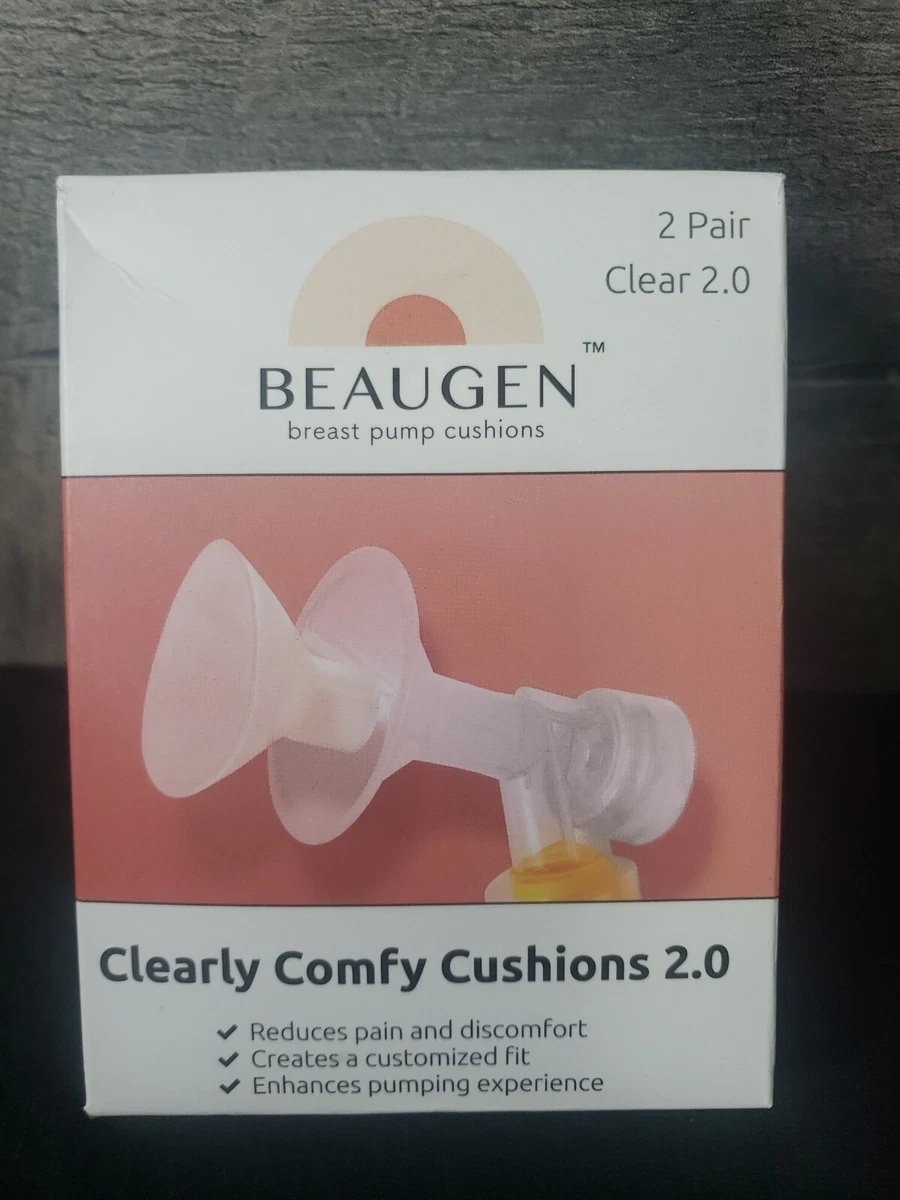 2 Pair
Clear 2.0
BEAUGEN™
breast pump cushions
Clearly Comfy Cushions 2.0
✔ Reduces pain and discomfort
✔ Creates a customized fit
✔ Enhances pumping experience